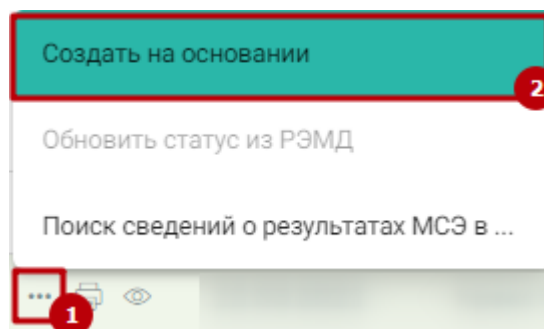 Создать на основании
2
Обновить статус из РЭМД
Поиск сведений о результатах МСЭ в ...
...
1